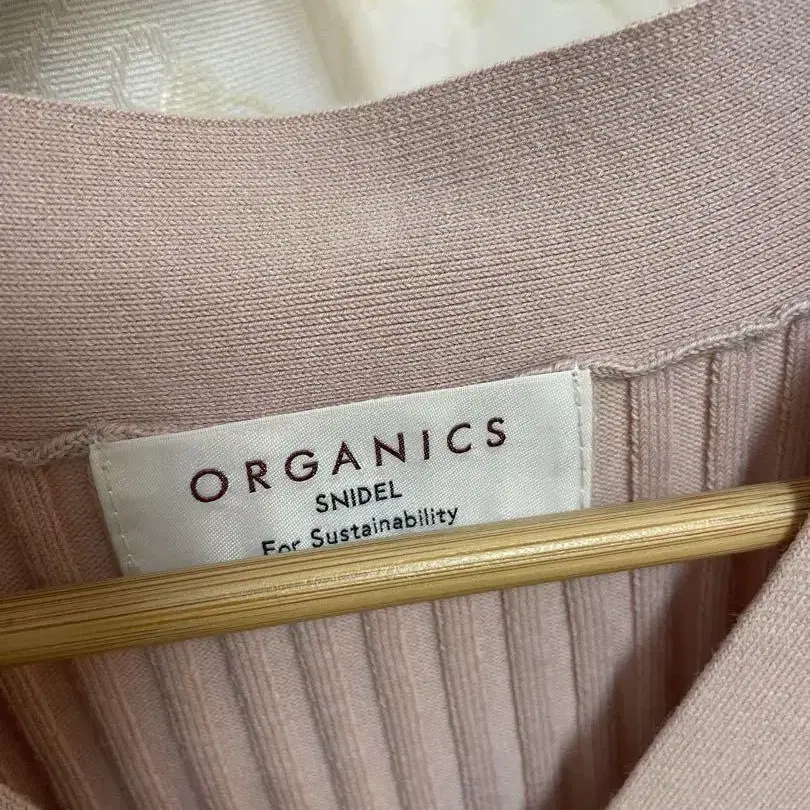 ORGANICS
SNIDEL
For Sustainability